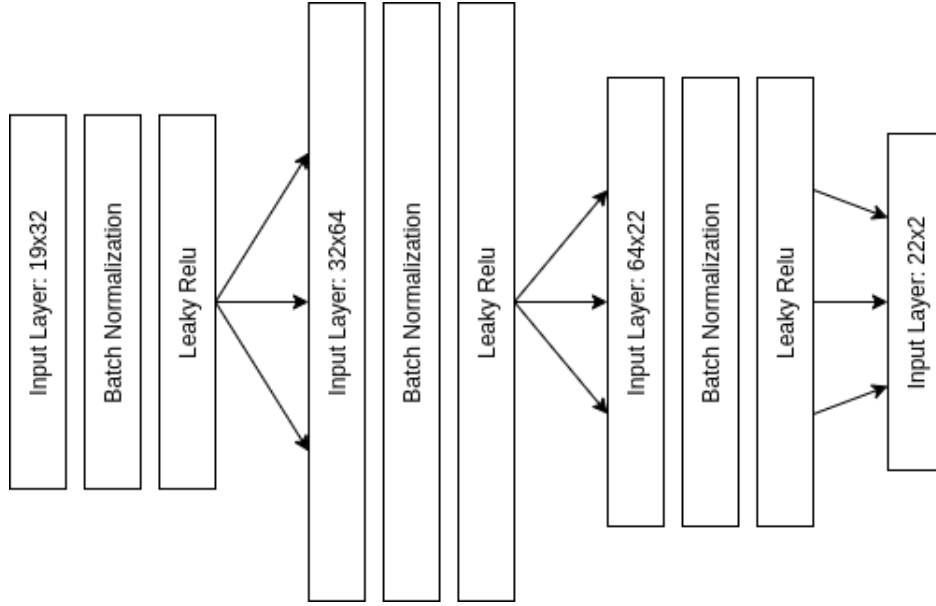 Input Layer: 19x32
Batch Normalization
Leaky Relu
Input Layer: 32x64
Batch Normalization
Leaky Relu
Input Layer: 64x22
Batch Normalization
Leaky Relu
Input Layer: 22x2